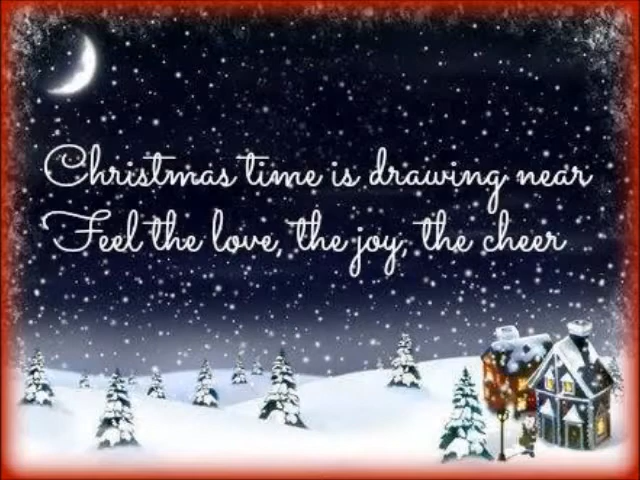 Christmas time is drawing near
Feel the love, the joy, the cheer